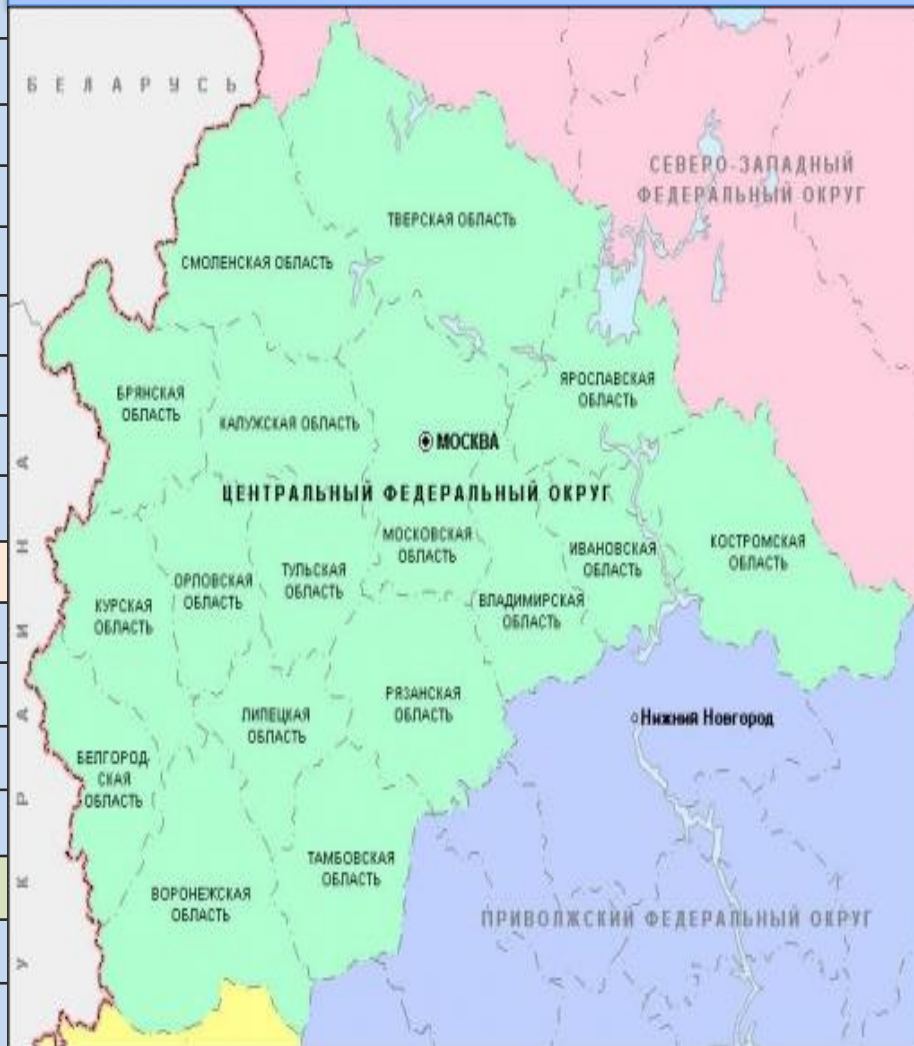 БЕЛАРУСЬ
СЕВЕРО-ЗАПАДНЫЙ
ФЕДЕРАЛЬНЫЙ ОКРУГ
ТВЕРСКАЯ ОБЛАСТЬ
СМОЛЕНСКАЯ ОБЛАСТЬ
БРЯНСКАЯ
ОБЛАСТЬ
КАЛУЖСКАЯ ОБЛАСТЬ
ЯРОСЛАВСКАЯ
ОБЛАСТЬ
МОСКВА
ЦЕНТРАЛЬНЫЙ ФЕДЕРАЛЬНЫЙ ОКРУГ
МОСКОВСКАЯ
ОБЛАСТЬ
ИВАНОВСКАЯ
ОБЛАСТЬ
КОСТРОМСКАЯ
ОБЛАСТЬ
КУРСКАЯ
ОБЛАСТЬ
ОРЛОВСКАЯ
ОБЛАСТЬ
ТУЛЬСКАЯ
ОБЛАСТЬ
ВЛАДИМИРСКАЯ
ОБЛАСТЬ
РЯЗАНСКАЯ
ОБЛАСТЬ
ЛИПЕЦКАЯ
ОБЛАСТЬ
Нижний Новгород
БЕЛГОРОД-
СКАЯ
ОБЛАСТЬ
ТАМБОВСКАЯ
ОБЛАСТЬ
ВОРОНЕЖСКАЯ
ОБЛАСТЬ
ПРИВОЛЖСКИЙ ФЕДЕРАЛЬНЫЙ ОКРУГ
УКРАИНА